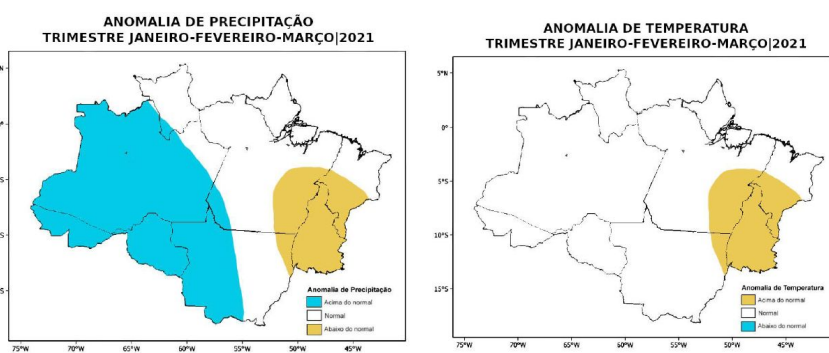 ANOMALIA DE PRECIPITAÇÃO
TRIMESTRE JANEIRO-FEVEREIRO-MARÇO|2021
Anomalia de Precipitação
Acima do normal
Normal
Abaixo do normal
75°W
70°W
65°W
60°W
55°W
50°W
45°W
ANOMALIA DE TEMPERATURA
TRIMESTRE JANEIRO-FEVEREIRO-MARÇO|2021
5°N
0°
5°S
10°S
15°S
Anomalia de Temperatura
Acima do normal
Normal
Abaixo do normal
75°W
70°W
65°W
60°W
55°W
50°W
45°W